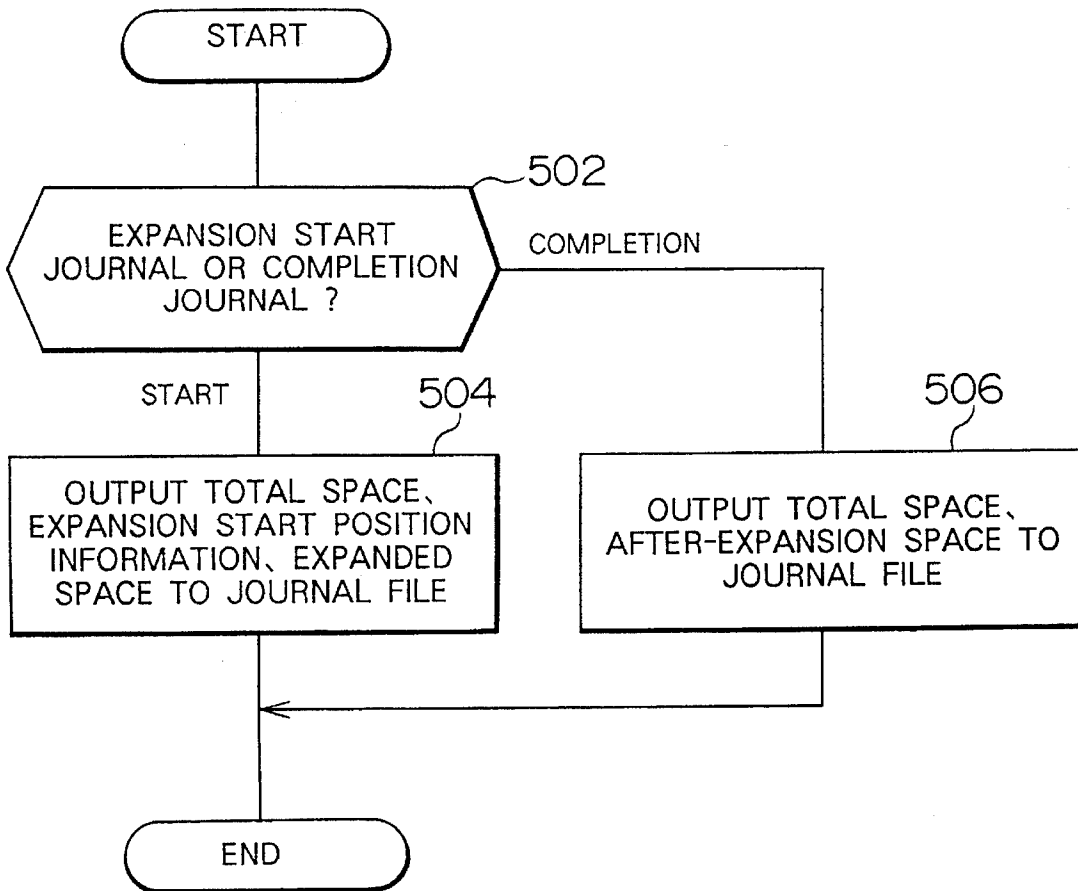 START
502
EXPANSION START
JOURNAL OR COMPLETION
JOURNAL ?
COMPLETION
START
504
506
OUTPUT TOTAL SPACE、
EXPANSION START POSITION
INFORMATION、EXPANDED
SPACE TO JOURNAL FILE
OUTPUT TOTAL SPACE、
AFTER-EXPANSION SPACE TO
JOURNAL FILE
END